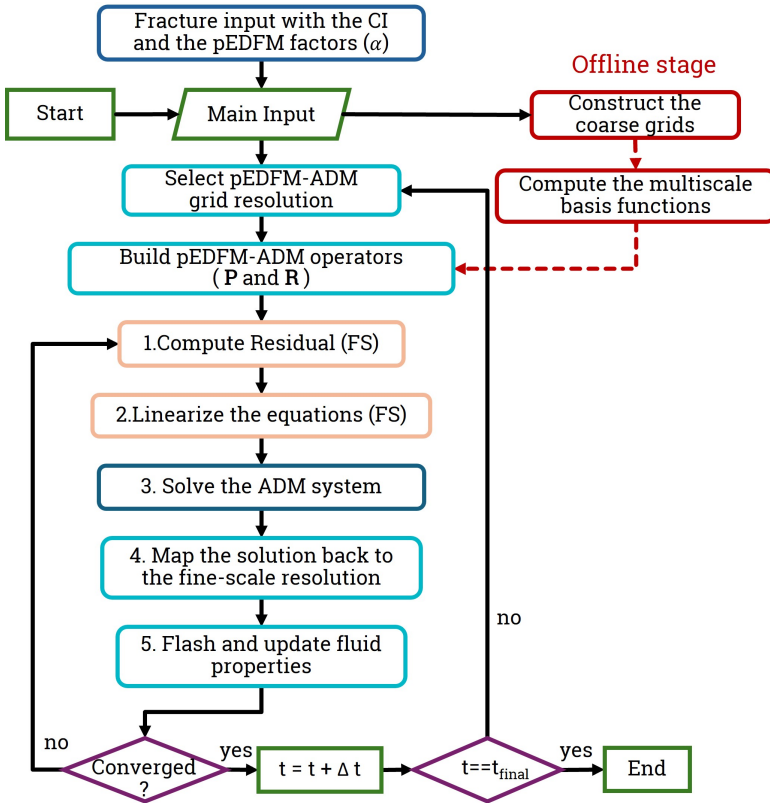 Fracture input with the CI
and the pEDFM factors (α)
Offline stage
Start
Main Input
Construct the
coarse grids
Select pEDFM-ADM
grid resolution
Compute the multiscale
basis functions
Build pEDFM-ADM operators
( P and R )
1.Compute Residual (FS)
2.Linearize the equations (FS)
3. Solve the ADM system
4. Map the solution back to
the fine-scale resolution
no
5. Flash and update fluid
properties
no
Converged
?
yes
t = t + Δ t
t==tfinal
yes
End